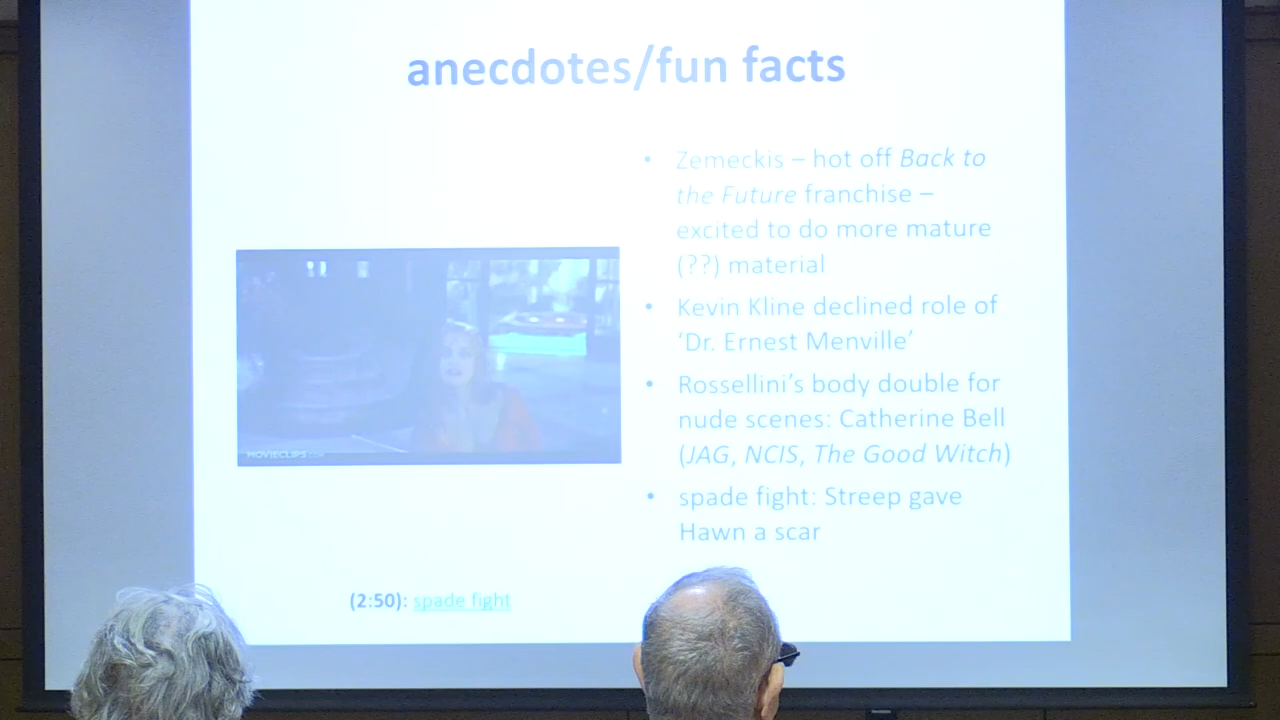 anecdotes/fun facts
• Zemeckis – hot off Back to
the Future franchise –
excited to do more mature
(??) material
• Kevin Kline declined role of
‘Dr. Ernest Menville’
• Rossellini’s body double for
nude scenes: Catherine Bell
(JAG, NCIS, The Good Witch)
• spade fight: Streep gave
Hawn a scar
MOVIECLIPS.COM
(2:50): spade fight